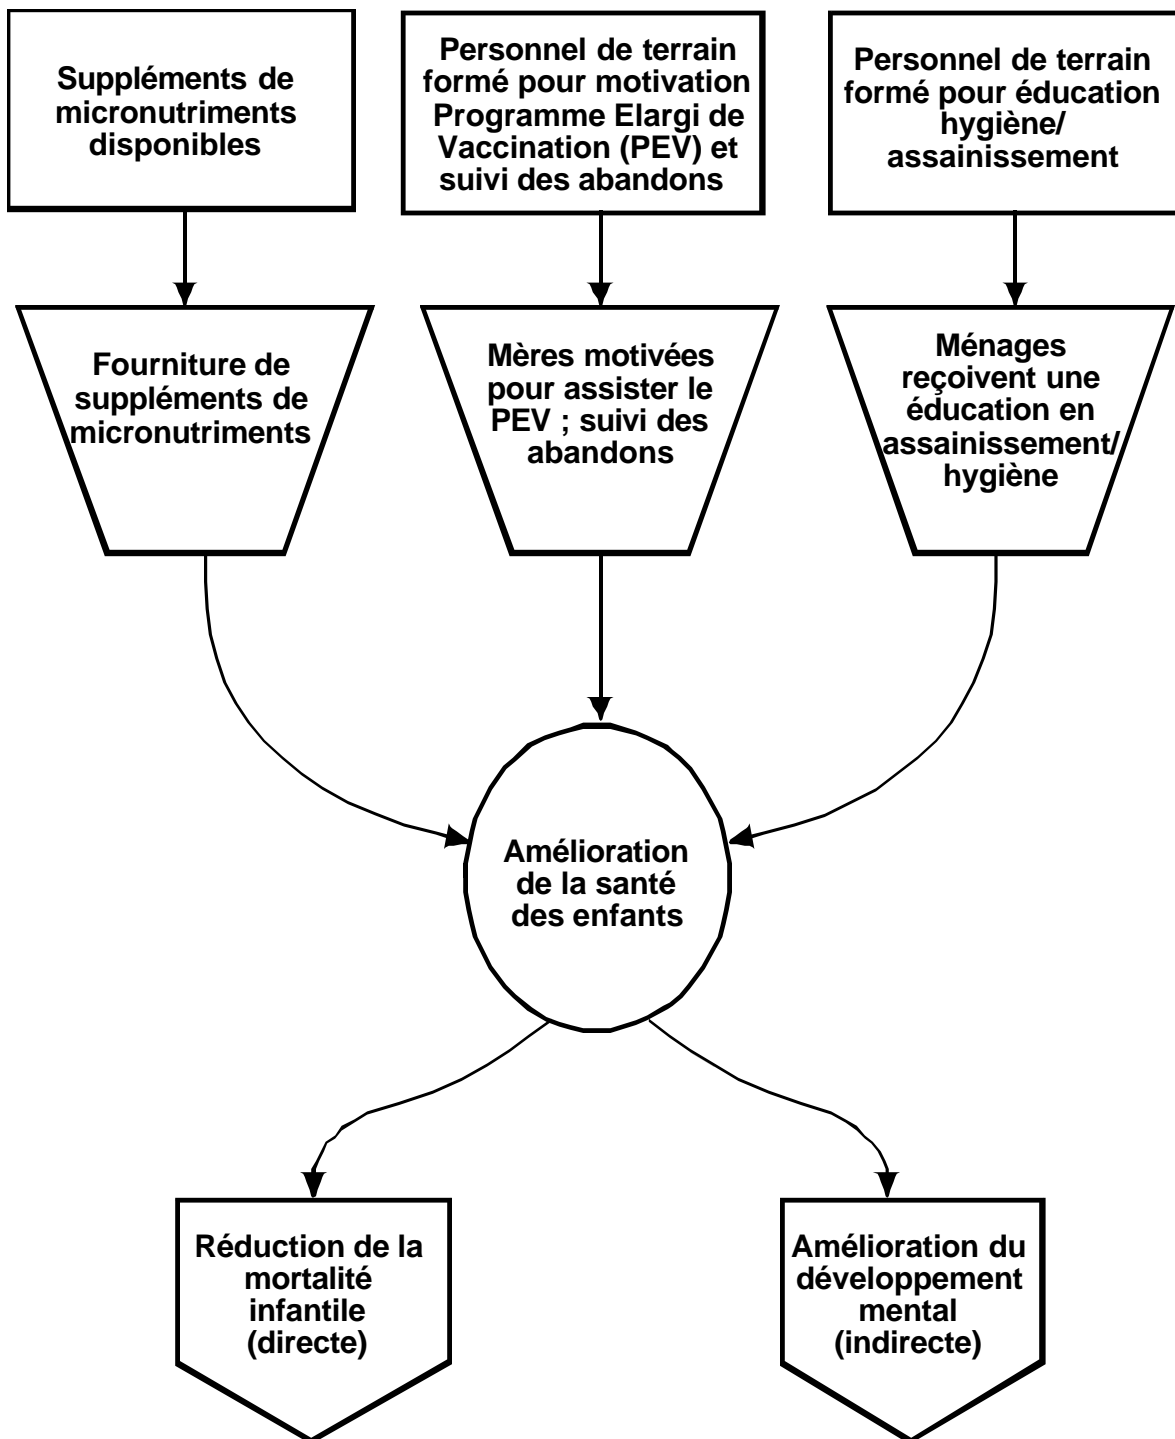 Suppléments de
micronutriments
disponibles
Personnel de terrain
formé pour motivation
Programme Elargi de
Vaccination (PEV) et
suivi des abandons
Personnel de terrain
formé pour éducation
hygiène/
assainissement
Fourniture de
suppléments de
micronutriments
Mères motivées
pour assister le
PEV ; suivi des
abandons
Ménages
reçoivent une
éducation en
assainissement/
hygiène
Amélioration
de la santé
des enfants
Réduction de la
mortalité
infantile
(directe)
Amélioration du
développement
mental
(indirecte)